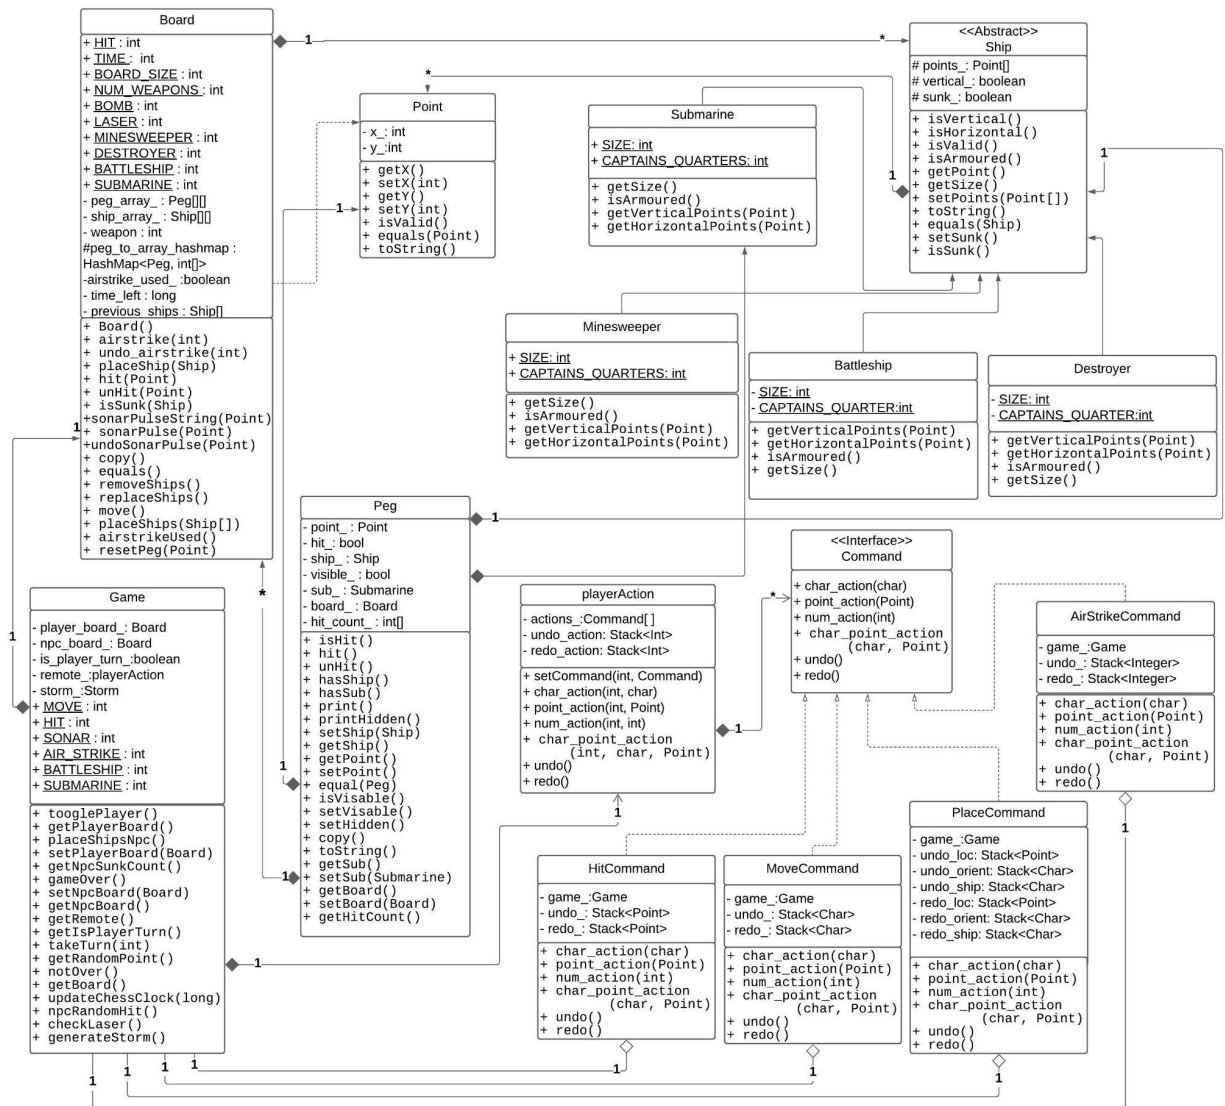 Board
+ HIT : int
+ TIME : int
+ BOARD_SIZE : int
+ NUM_WEAPONS : int
+ BOMB : int
+ LASER : int
+ MINESWEEPER : int
+ DESTROYER : int
+ BATTLESHIP : int
+ SUBMARINE : int
- peg_array_ : Peg[][]
- ship_array_ : Ship[][]
- weapon : int
#peg_to_array_hashmap :
HashMap<Peg, int[]>
-airstrike_used_ :boolean
- time_left : long
- previous_ships : Ship[]
+ Board()
+ airstrike(int)
+ undo_airstrike(int)
+ placeShip(Ship)
+ hit(Point)
+ unHit(Point)
+ isSunk(Ship)
+sonarPulseString(Point)
+ sonarPulse(Point)
+undoSonarPulse(Point)
+ copy()
+ equals()
+ removeShips()
+ replaceShips()
+ move()
+ placeShips(Ship[])
+ airstrikeUsed()
+ resetPeg(Point)
1
*
*
Point
- x_: int
- y_:int
+ getX()
+ setX(int)
+ getY()
+ setY(int)
+ isValid()
+ equals(Point)
+ toString()
1
Submarine
+ SIZE: int
+ CAPTAINS_QUARTERS: int
+ getSize()
+ isArmoured()
+ getVerticalPoints(Point)
+ getHorizontalPoints(Point)
<<Abstract>>
Ship
# points_: Point[]
# vertical_: boolean
# sunk_: boolean
+ isVertical()
+ isHorizontal()
+ isValid()
+ isArmoured()
+ getPoint()
+ getSize()
+ setPoints(Point[])
+ toString()
+ equals(Ship)
+ setSunk()
+ isSunk()
1
1
Minesweeper
+ SIZE: int
+ CAPTAINS_QUARTERS: int
+ getSize()
+ isArmoured()
+ getVerticalPoints(Point)
+ getHorizontalPoints(Point)
Battleship
- SIZE: int
- CAPTAINS_QUARTER:int
+ getVerticalPoints(Point)
+ getHorizontalPoints(Point)
+ isArmoured()
+ getSize()
Destroyer
- SIZE: int
- CAPTAINS_QUARTER:int
+ getVerticalPoints(Point)
+ getHorizontalPoints(Point)
+ isArmoured()
+ getSize()
1
1
*
Game
- player_board_: Board
- npc_board_: Board
- is_player_turn_:boolean
- remote_:playerAction
- storm_:Storm
+ MOVE : int
+ HIT : int
+ SONAR : int
+ AIR_STRIKE : int
+ BATTLESHIP : int
+ SUBMARINE : int
+ tooglePlayer()
+ getPlayerBoard()
+ placeShipsNpc()
+ setPlayerBoard(Board)
+ getNpcSunkCount()
+ gameOver()
+ setNpcBoard(Board)
+ getNpcBoard()
+ getRemote()
+ getIsPlayerTurn()
+ takeTurn(int)
+ getRandomPoint()
+ notOver()
+ getBoard()
+ updateChessClock(long)
+ npcRandomHit()
+ checkLaser()
+ generateStorm()
Peg
- point_ : Point
- hit_: bool
- ship_ : Ship
- visible_ : bool
- sub_ : Submarine
- board_ : Board
- hit_count_ : int[]
+ isHit()
+ hit()
+ unHit()
+ hasShip()
+ hasSub()
+ print()
+ printHidden()
+ setShip(Ship)
+ getShip()
+ getPoint()
+ setPoint()
+ equal(Peg)
+ isVisable()
+ setVisable()
+ setHidden()
+ copy()
+ toString()
+ getSub()
+ setSub(Submarine)
+ getBoard()
+ setBoard(Board)
+ getHitCount()
1
1
1
1
playerAction
- actions_:Command[ ]
- undo_action: Stack<Int>
- redo_action: Stack<Int>
+ setCommand(int, Command)
+ char_action(int, char)
+ point_action(int, Point)
+ num_action(int, int)
+ char_point_action
(int, char, Point)
+ undo()
+ redo()
1
*
1
1
<<Interface>>
Command
+ char_action(char)
+ point_action(Point)
+ num_action(int)
+ char_point_action
(char, Point)
+ undo()
+ redo()
AirStrikeCommand
- game_:Game
- undo_: Stack<Integer>
- redo_: Stack<Integer>
+ char_action(char)
+ point_action(Point)
+ num_action(int)
+ char_point_action
(char, Point)
+ undo()
+ redo()
HitCommand
- game_:Game
- undo_: Stack<Point>
- redo_: Stack<Point>
+ char_action(char)
+ point_action(Point)
+ num_action(int)
+ char_point_action
(char, Point)
+ undo()
+ redo()
MoveCommand
- game_:Game
- undo_: Stack<Char>
- redo_: Stack<Char>
+ char_action(char)
+ point_action(Point)
+ num_action(int)
+ char_point_action
(char, Point)
+ undo()
+ redo()
PlaceCommand
- game_:Game
- undo_loc: Stack<Point>
- undo_orient: Stack<Char>
- undo_ship: Stack<Char>
- redo_loc: Stack<Point>
- redo_orient: Stack<Char>
- redo_ship: Stack<Char>
+ char_action(char)
+ point_action(Point)
+ num_action(int)
+ char_point_action
(char, Point)
+ undo()
+ redo()
1
1
1
1
1
1
1
1